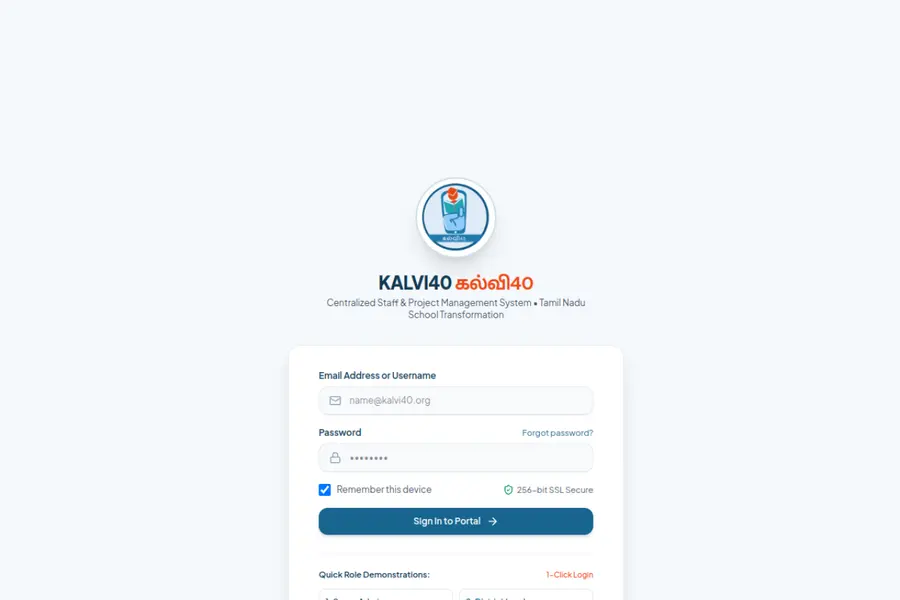 KALVI40 கல்வி40
Centralized Staff & Project Management System • Tamil Nadu
School Transformation
Email Address or Username
name@kalvi40.org
Password
Forgot password?
Remember this device
256-bit SSL Secure
Sign In to Portal
Quick Role Demonstrations:
1-Click Login